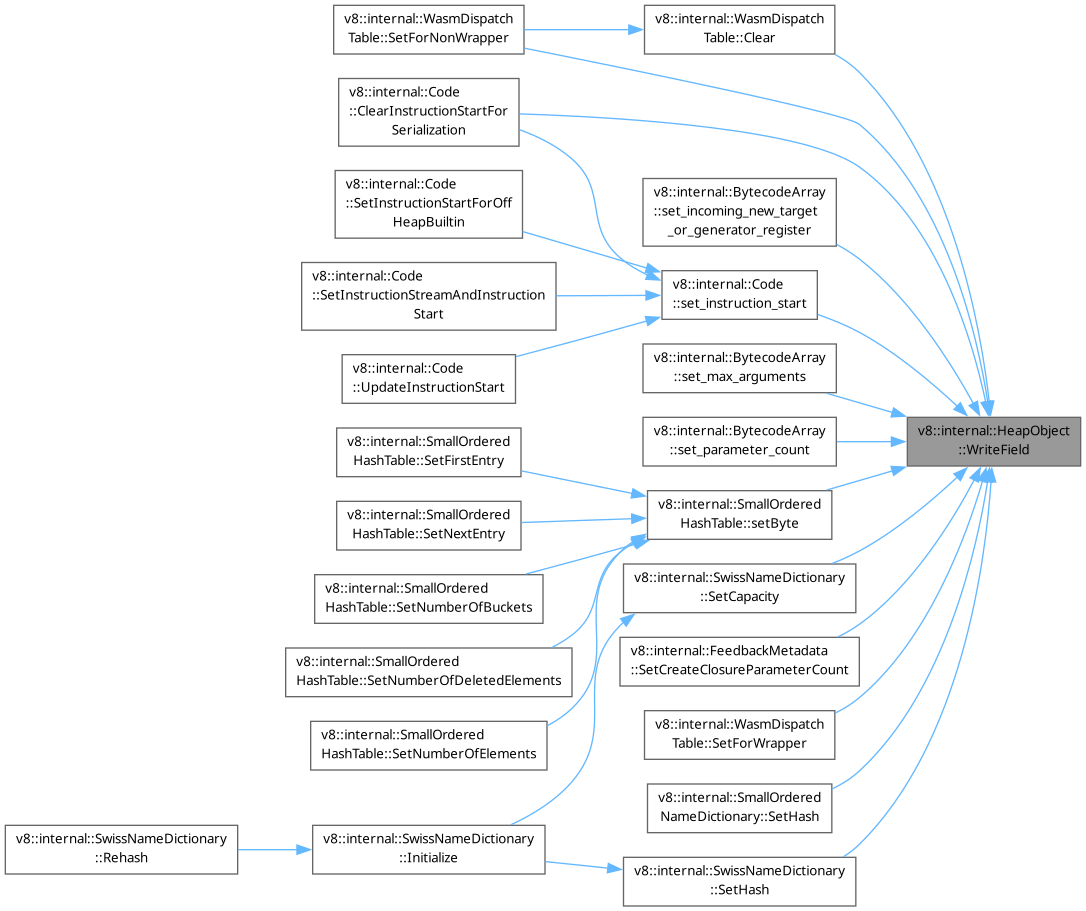 v8::internal::WasmDispatch
Table::SetForNonWrapper
v8::internal::WasmDispatch
Table::Clear
v8::internal::Code
::ClearInstructionStartFor
Serialization
v8::internal::Code
::SetInstructionStartForOff
HeapBuiltin
v8::internal::BytecodeArray
::set_incoming_new_target
_or_generator_register
v8::internal::Code
::SetInstructionStreamAndInstruction
Start
v8::internal::Code
::set_instruction_start
v8::internal::Code
::UpdateInstructionStart
v8::internal::BytecodeArray
::set_max_arguments
v8::internal::HeapObject
::WriteField
v8::internal::SmallOrdered
HashTable::SetFirstEntry
v8::internal::BytecodeArray
::set_parameter_count
v8::internal::SmallOrdered
HashTable::SetNextEntry
v8::internal::SmallOrdered
HashTable::setByte
v8::internal::SmallOrdered
HashTable::SetNumberOfBuckets
v8::internal::SwissNameDictionary
::SetCapacity
v8::internal::SmallOrdered
HashTable::SetNumberOfDeletedElements
v8::internal::FeedbackMetadata
::SetCreateClosureParameterCount
v8::internal::SmallOrdered
HashTable::SetNumberOfElements
v8::internal::WasmDispatch
Table::SetForWrapper
v8::internal::SmallOrdered
NameDictionary::SetHash
v8::internal::SwissNameDictionary
::Rehash
v8::internal::SwissNameDictionary
::Initialize
v8::internal::SwissNameDictionary
::SetHash